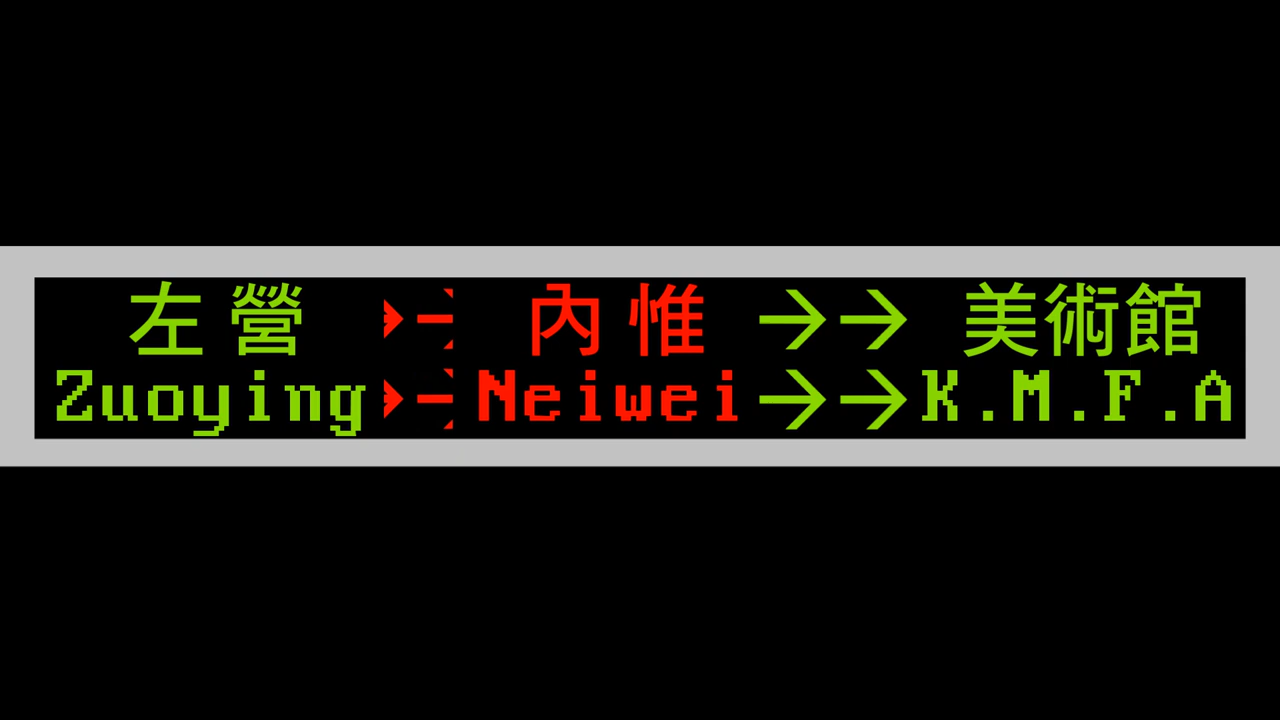 左營 → 內惟 →→ 美術館
Zuoying → Neiwei →→ K.M.F.A